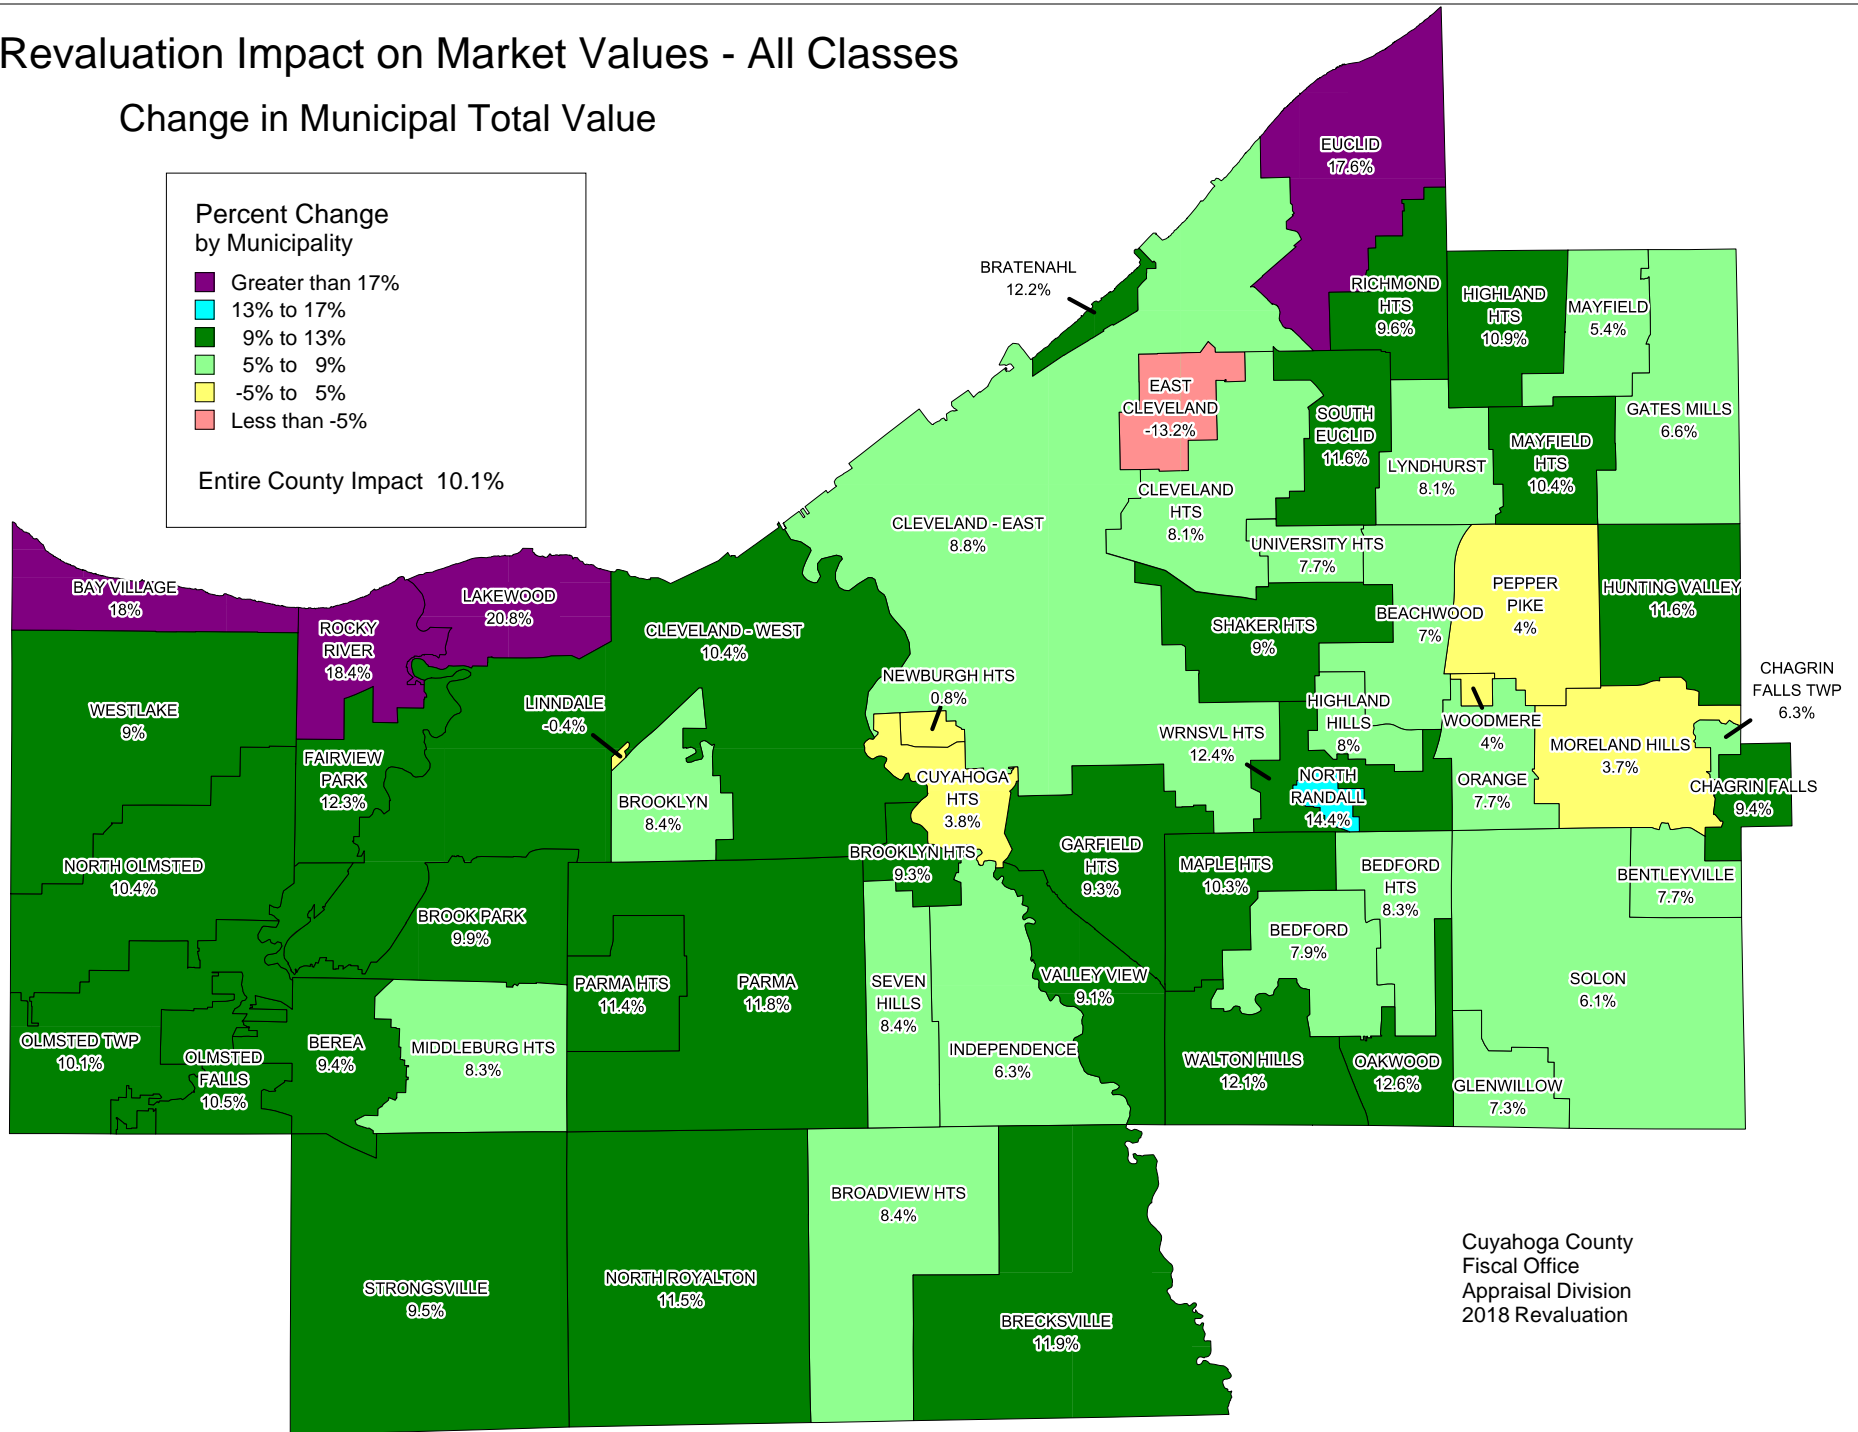 Revaluation Impact on Market Values - All Classes
Change in Municipal Total Value
Percent Change
by Municipality
Greater than 17%
13% to 17%
9% to 13%
5% to 9%
-5% to 5%
Less than -5%
Entire County Impact 10.1%
EUCLID
17.6%
BRATENAHL
12.2%
RICHMOND
HTS
9.6%
HIGHLAND
HTS
10.9%
MAYFIELD
5.4%
GATES MILLS
6.6%
EAST
CLEVELAND
-13.2%
SOUTH
EUCLID
11.6%
LYNDHURST
8.1%
MAYFIELD
HTS
10.4%
CLEVELAND
HTS
8.1%
CLEVELAND - EAST
8.8%
UNIVERSITY HTS
7.7%
BAY VILLAGE
18%
LAKEWOOD
20.8%
ROCKY
RIVER
18.4%
CLEVELAND - WEST
10.4%
SHAKER HTS
9%
BEACHWOOD
7%
PEPPER
PIKE
4%
HUNTING VALLEY
11.6%
CHAGRIN
FALLS TWP
6.3%
WESTLAKE
9%
LINNDALE
-0.4%
NEWBURGH HTS
0.8%
HIGHLAND
HILLS
8%
WOODMERE
4%
WRNSVL HTS
12.4%
MORELAND HILLS
3.7%
FAIRVIEW
PARK
12.3%
BROOKLYN
8.4%
CUYAHOGA
HTS
3.8%
NORTH
RANDALL
14.4%
ORANGE
7.7%
CHAGRIN FALLS
9.4%
NORTH OLMSTED
10.4%
BROOKLYN HTS
9.3%
GARFIELD
HTS
9.3%
MAPLE HTS
10.3%
BEDFORD
HTS
8.3%
BENTLEYVILLE
7.7%
BROOK PARK
9.9%
BEDFORD
7.9%
PARMA HTS
11.4%
PARMA
11.8%
SEVEN
HILLS
8.4%
VALLEY VIEW
9.1%
SOLON
6.1%
OLMSTED TWP
10.1%
OLMSTED
FALLS
10.5%
BEREA
9.4%
MIDDLEBURG HTS
8.3%
INDEPENDENCE
6.3%
WALTON HILLS
12.1%
OAKWOOD
12.6%
GLENWILLOW
7.3%
BROADVIEW HTS
8.4%
STRONGSVILLE
9.5%
NORTH ROYALTON
11.5%
BRECKSVILLE
11.9%
Cuyahoga County
Fiscal Office
Appraisal Division
2018 Revaluation